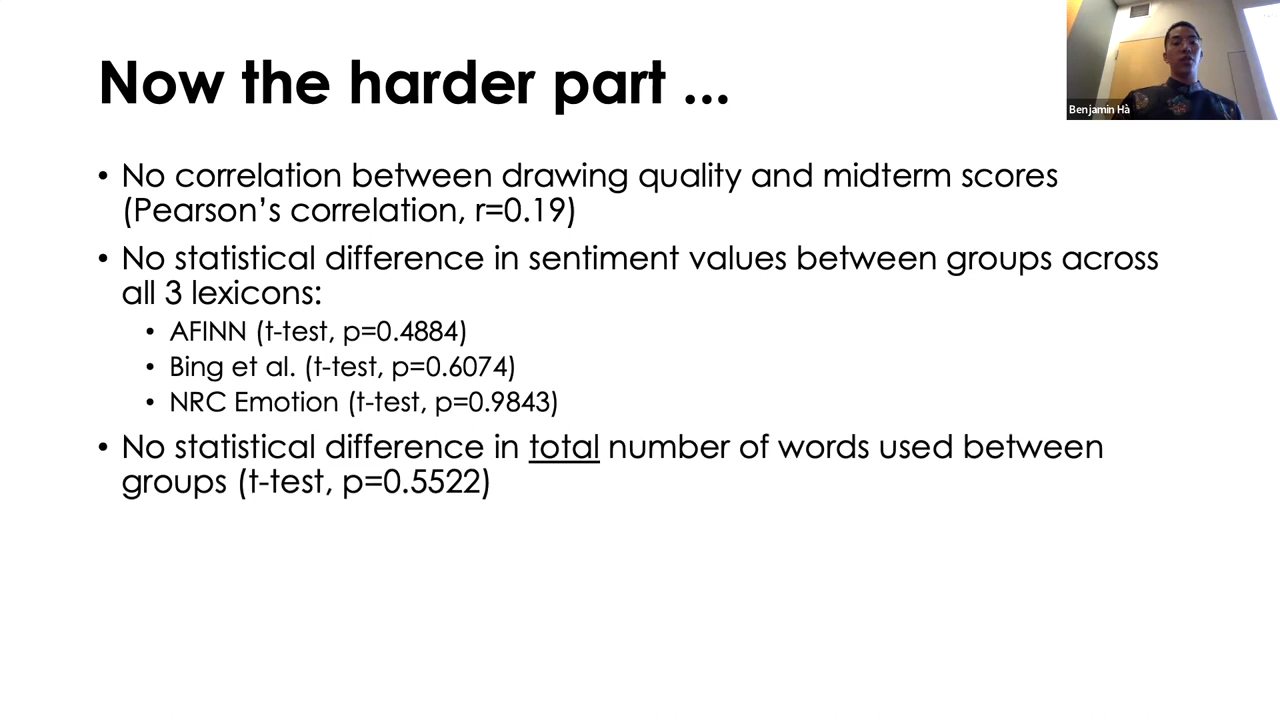 Now the harder part ...
Benjamin Hà
• No correlation between drawing quality and midterm scores
(Pearson’s correlation, r=0.19)
• No statistical difference in sentiment values between groups across
all 3 lexicons:
• AFINN (t-test, p=0.4884)
• Bing et al. (t-test, p=0.6074)
• NRC Emotion (t-test, p=0.9843)
• No statistical difference in total number of words used between
groups (t-test, p=0.5522)